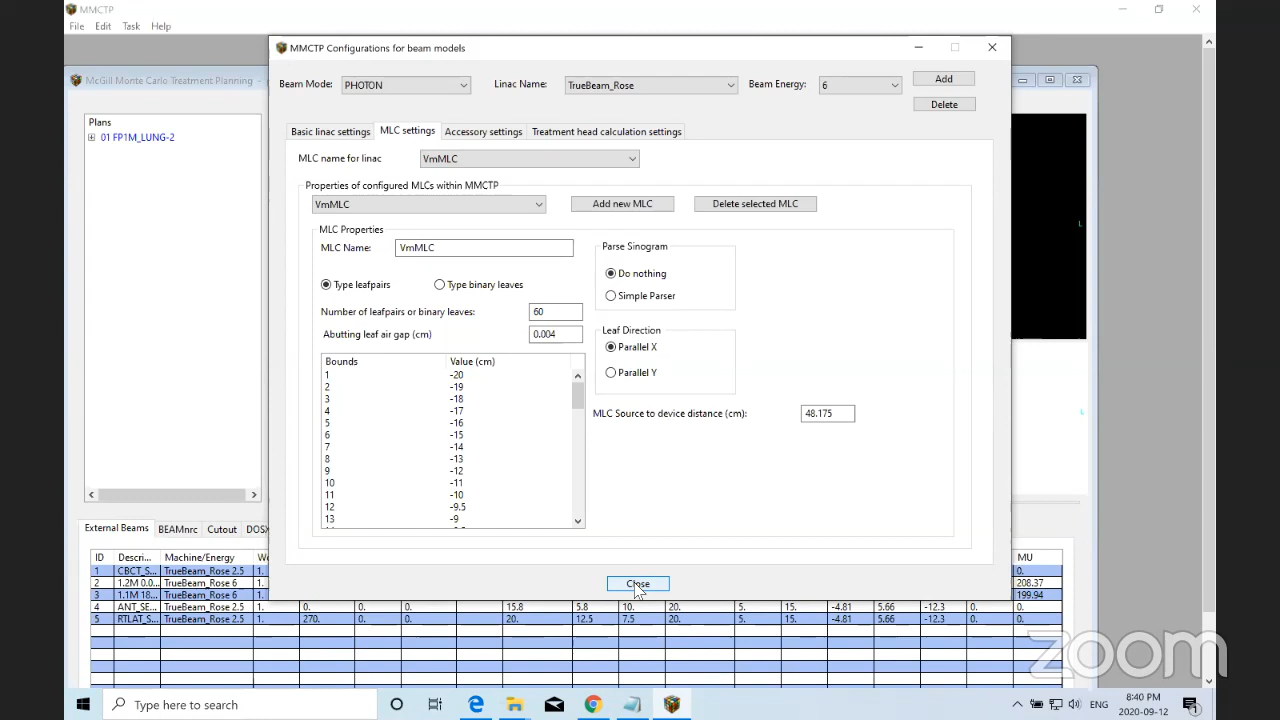 MMCTP
File Edit Task Help
McGill Monte Carlo Treatment Planning -
MMCTP Configurations for beam models
Beam Mode: PHOTON Linac Name: TrueBeam_Rose Beam Energy: 6 Add
Delete
Plans
01 FP1M_LUNG-2
Basic linac settings MLC settings Accessory settings Treatment head calculation settings
MLC name for linac VmMLC
Properties of configured MLCs within MMCTP
VmMLC Add new MLC Delete selected MLC
MLC Properties
MLC Name: VmMLC
Parse Sinogram
Do nothing
Simple Parser
Type leafpairs Type binary leaves
Number of leafpairs or binary leaves: 60
Abutting leaf air gap (cm) 0.004
Leaf Direction
Parallel X
Parallel Y
MLC Source to device distance (cm): 48.175
Bounds Value (cm)
1 -20
2 -19
3 -18
4 -17
5 -16
6 -15
7 -14
8 -13
9 -12
10 -11
11 -10
12 -9.5
13 -9
Close
External Beams BEAMnrc Cutout DOSX
ID Descri... Machine/Energy W MU
1 CBCT_S... TrueBeam_Rose 2.5 1. 0.
2 1.2M 0.0... TrueBeam_Rose 6 1. 208.37
3 1.1M 18... TrueBeam_Rose 6 1. 199.94
4 ANT_SE... TrueBeam_Rose 2.5 1. 0. 0. 0. 15.8 5.8 10. 20. 5. 15. -4.81 5.66 -12.3 0. 0.
5 RTLAT_S... TrueBeam_Rose 2.5 1. 270. 0. 0. 20. 12.5 7.5 20. 5. 15. -4.81 5.66 -12.3 0. 0.
zoom
Type here to search
ENG
8:40 PM
2020-09-12
1